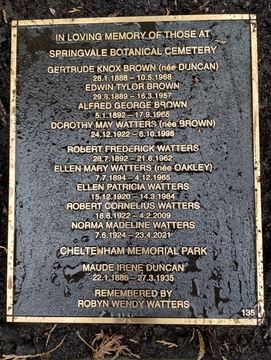 IN LOVING MEMORY OF THOSE AT
SPRINGVALE BOTANICAL CEMETERY
GERTRUDE KNOX BROWN (née DUNCAN)
28.1.1858 – 10.5.1968
EDWIN TYLOR BROWN
29.8.1889 – 16.3.1957
ALFRED GEORGE BROWN
5.1.1892 – 17.9.1965
DOROTHY MAY WATTERS (née BROWN)
24.12.1922 – 6.10.1998
ROBERT FREDERICK WATTERS
28.7.1892 – 21.6.1962
ELLEN MARY WATTERS (née OAKLEY)
7.7.1894 – 4.12.1965
ELLEN PATRICIA WATTERS
15.12.1920 – 14.3.1984
ROBERT CORNELIUS WATTERS
18.6.1922 – 4.2.2009
NORMA MADELINE WATTERS
7.6.1924 – 23.4.2021
CHELTENHAM MEMORIAL PARK
MAUDE IRENE DUNCAN
22.1.1886 – 27.3.1935
REMEMBERED BY
ROBYN WENDY WATTERS
135